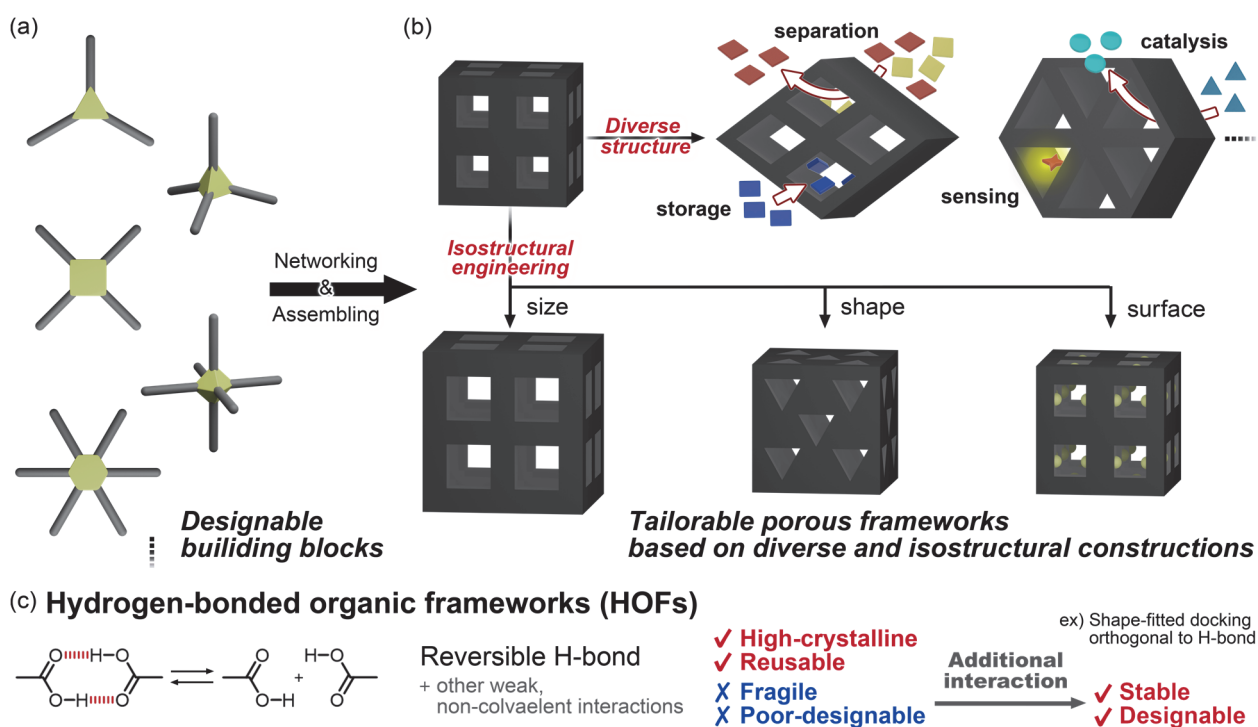 (a)
(b)
separation
catalysis
Diverse
structure
storage
sensing
Isostructural
engineering
Networking
&
Assembling
size
shape
surface
Designable
builiding blocks
Tailorable porous frameworks
based on diverse and isostructural constructions
(c) Hydrogen-bonded organic frameworks (HOFs)
O H–O
O–H O
O
O–H
+
H–O
O
Reversible H-bond
+ other weak,
non-colvaelent interactions
✓ High-crystalline
✓ Reusable
✗ Fragile
✗ Poor-designable
Additional
interaction
ex) Shape-fitted docking
orthogonal to H-bond
✓ Stable
✓ Designable